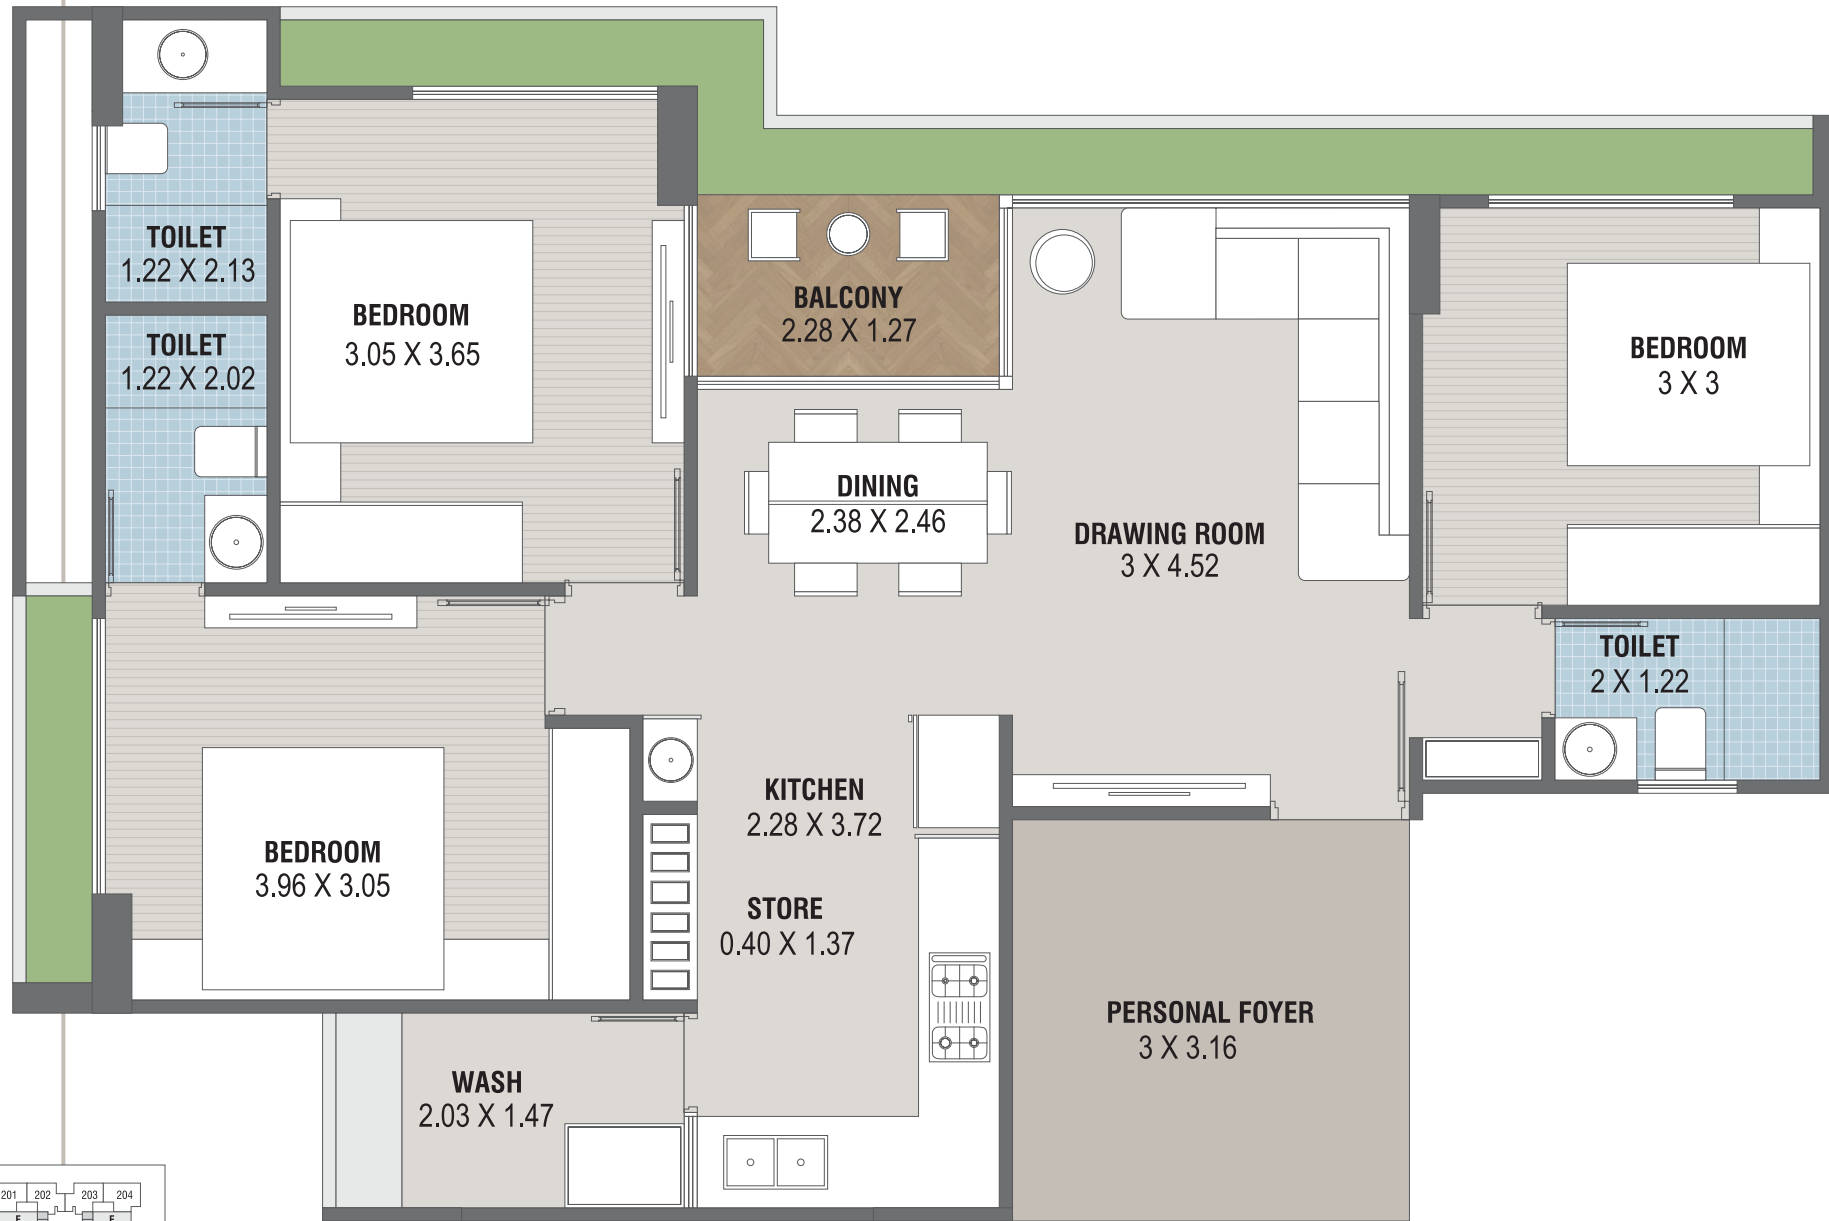 TOILET
1.22 X 2.13
TOILET
1.22 X 2.02
BEDROOM
3.05 X 3.65
BALCONY
2.28 X 1.27
BEDROOM
3 X 3
DINING
2.38 X 2.46
DRAWING ROOM
3 X 4.52
TOILET
2 X 1.22
BEDROOM
3.96 X 3.05
KITCHEN
2.28 X 3.72
STORE
0.40 X 1.37
PERSONAL FOYER
3 X 3.16
WASH
2.03 X 1.47
201 202 203 204